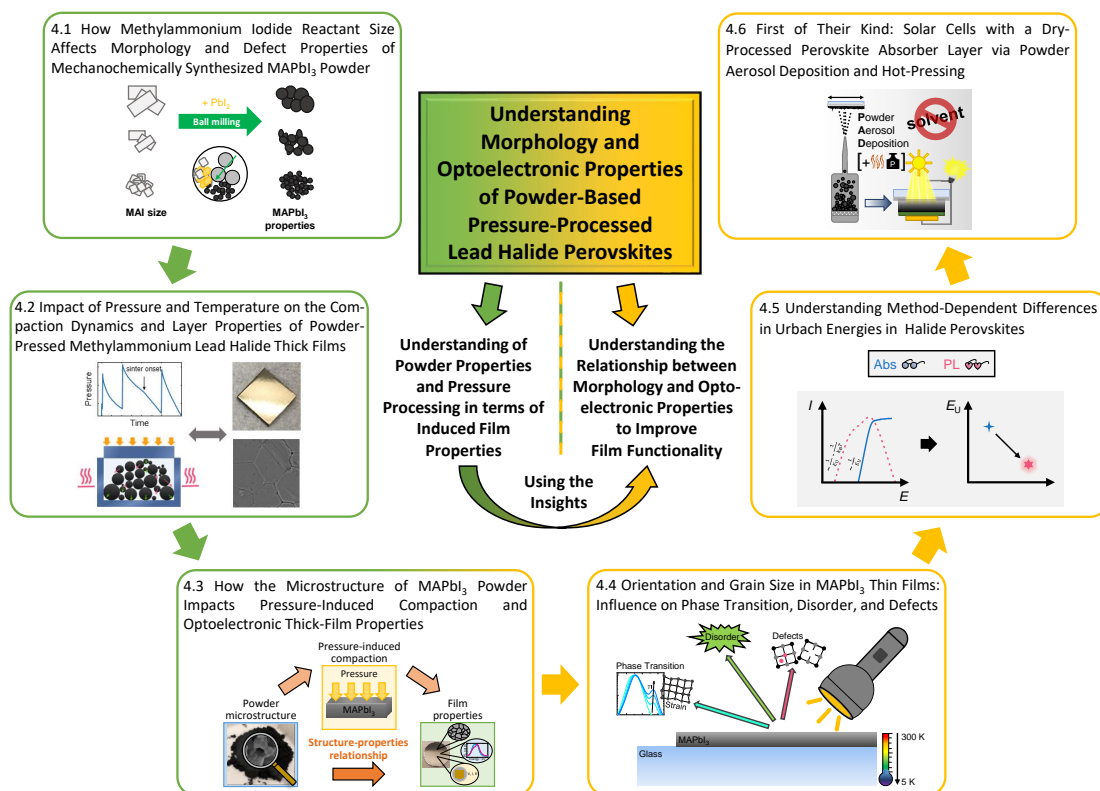 4.1 How Methylammonium Iodide Reactant Size
Affects Morphology and Defect Properties of
Mechanochemically Synthesized MAPbI₃ Powder
+ PbI₂
Ball milling
MAI size
MAPbI₃
properties
4.2 Impact of Pressure and Temperature on the Com-
paction Dynamics and Layer Properties of Powder-
Pressed Methylammonium Lead Halide Thick Films
Pressure
sinter onset
Time
4.3 How the Microstructure of MAPbI₃ Powder
Impacts Pressure-Induced Compaction and
Optoelectronic Thick-Film Properties
Pressure-induced
compaction
Pressure
MAPbI₃
Powder
microstructure
Film
properties
Structure-properties
relationship
Understanding
Morphology and
Optoelectronic Properties
of Powder-Based
Pressure-Processed
Lead Halide Perovskites
Understanding of
Powder Properties
and Pressure
Processing in terms of
Induced Film
Properties
Understanding the
Relationship between
Morphology and Opto-
electronic Properties
to Improve
Film Functionality
Using the
Insights
4.4 Orientation and Grain Size in MAPbI₃ Thin Films:
Influence on Phase Transition, Disorder, and Defects
Disorder
Defects
Phase Transition
Strain
MAPbI₃
Glass
300 K
5 K
4.5 Understanding Method-Dependent Differences
in Urbach Energies in Halide Perovskites
Abs
PL
I
E
E_U
4.6 First of Their Kind: Solar Cells with a Dry-
Processed Perovskite Absorber Layer via Powder
Aerosol Deposition and Hot-Pressing
Powder
Aerosol
Deposition
[+ P]
solvent